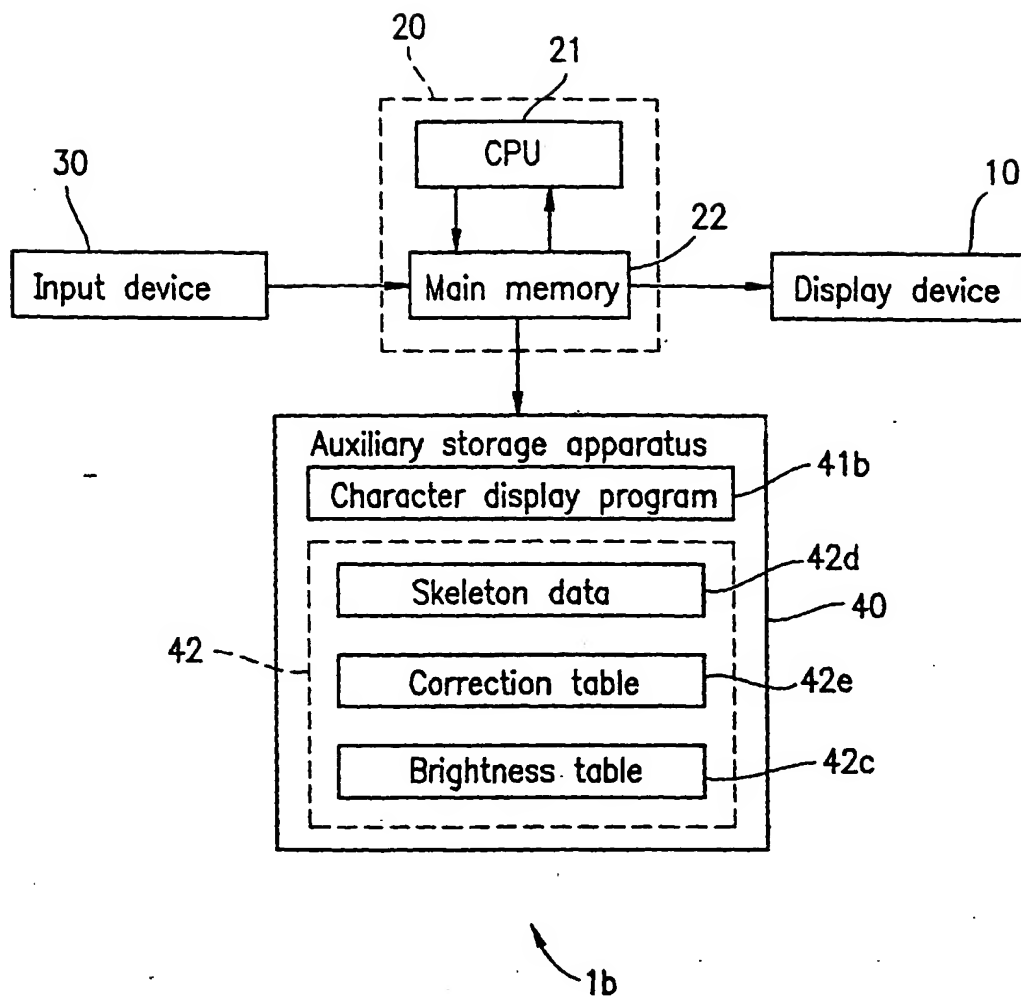 20
21
CPU
30
10
22
Input device
Main memory
Display device
Auxiliary storage apparatus
41b
Character display program
42d
Skeleton data
40
42
Correction table
42e
Brightness table
42c
1b